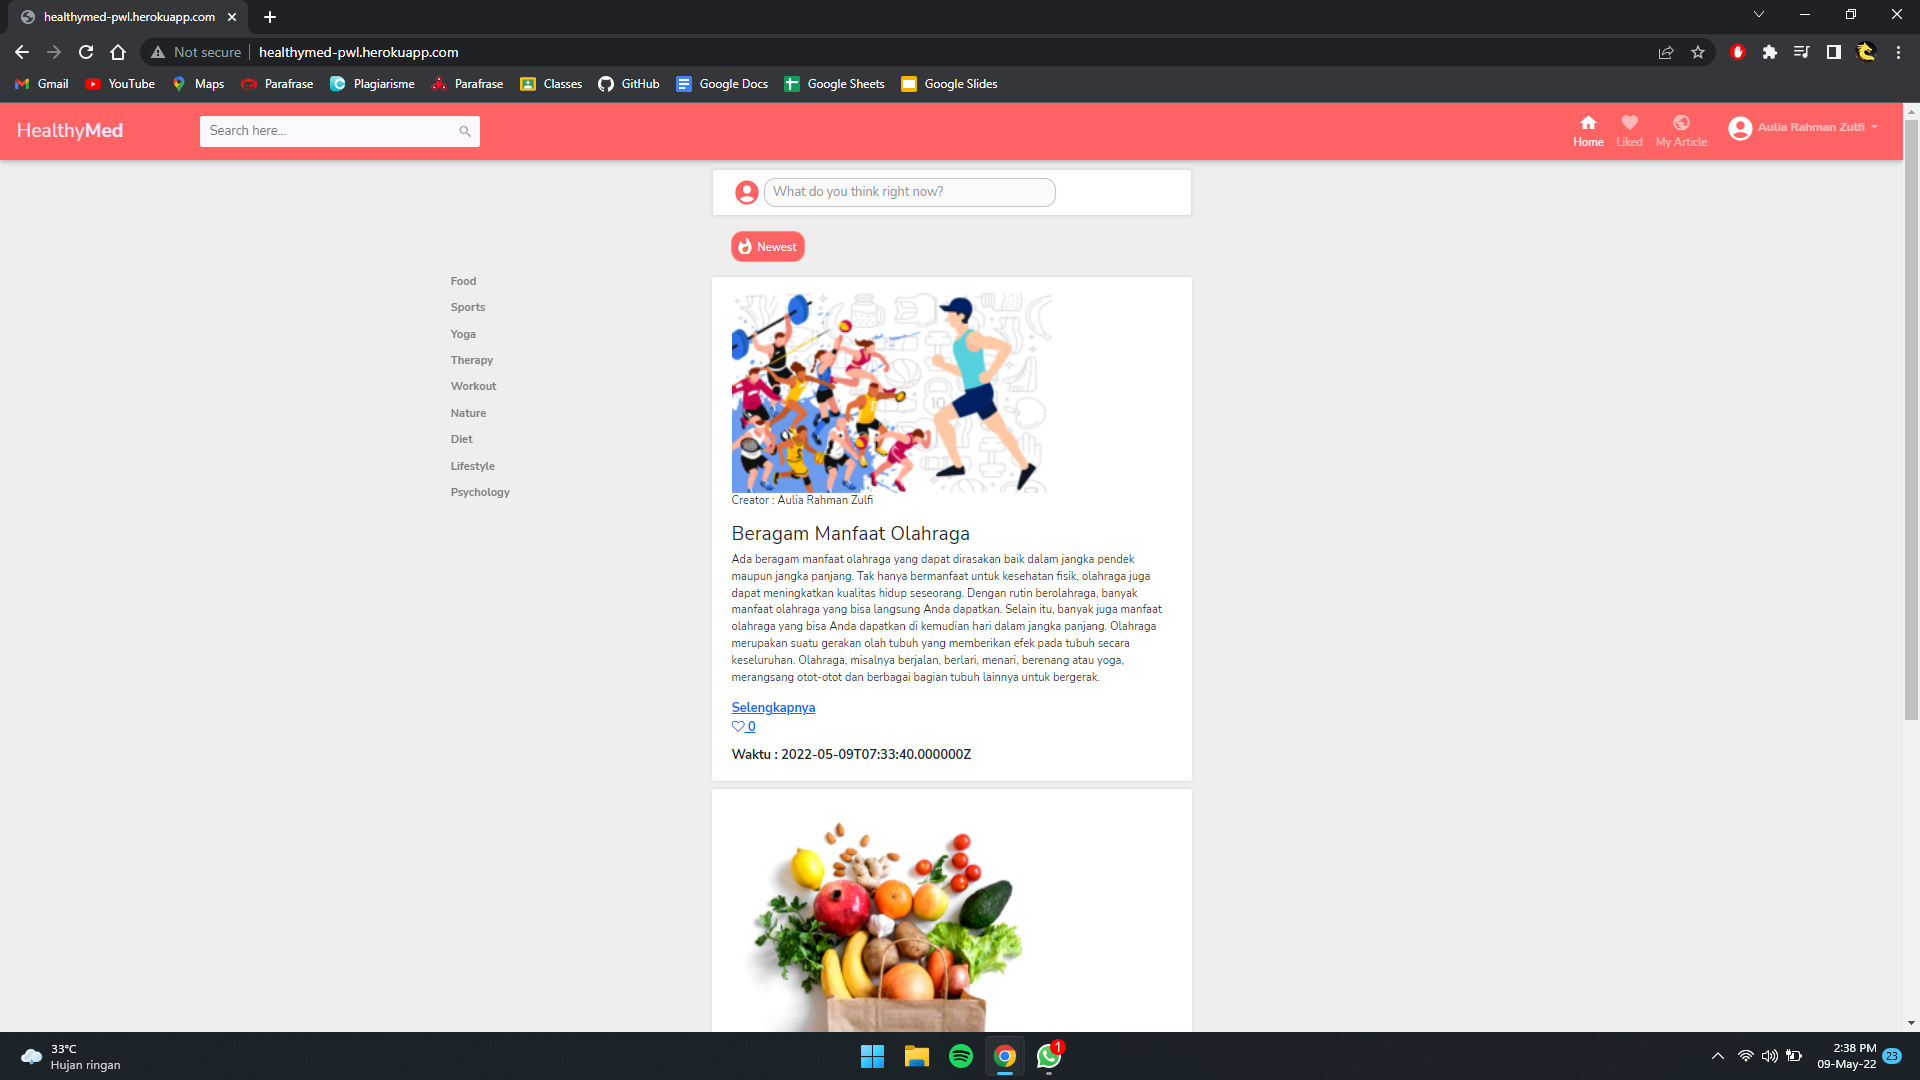 healthymed-pwl.herokuapp.com
Not secure healthymed-pwl.herokuapp.com
Gmail YouTube Maps Parafrase Plagiarisme Parafrase Classes GitHub Google Docs Google Sheets Google Slides
HealthyMed
Search here...
Home Liked My Article
Aulia Rahman Zulfi
What do you think right now?
Newest
Food
Sports
Yoga
Therapy
Workout
Nature
Diet
Lifestyle
Psychology
Creator : Aulia Rahman Zulfi
Beragam Manfaat Olahraga
Ada beragam manfaat olahraga yang dapat dirasakan baik dalam jangka pendek
maupun jangka panjang. Tak hanya bermanfaat untuk kesehatan fisik, olahraga juga
dapat meningkatkan kualitas hidup seseorang. Dengan rutin berolahraga, banyak
manfaat olahraga yang bisa langsung Anda dapatkan. Selain itu, banyak juga manfaat
olahraga yang bisa Anda dapatkan di kemudian hari dalam jangka panjang. Olahraga
merupakan suatu gerakan olah tubuh yang memberikan efek pada tubuh secara
keseluruhan. Olahraga, misalnya berjalan, berlari, menari, berenang atau yoga,
merangsang otot-otot dan berbagai bagian tubuh lainnya untuk bergerak.
Selengkapnya
0
Waktu : 2022-05-09T07:33:40.000000Z
33°C
Hujan ringan
1
2:38 PM
09-May-22
23